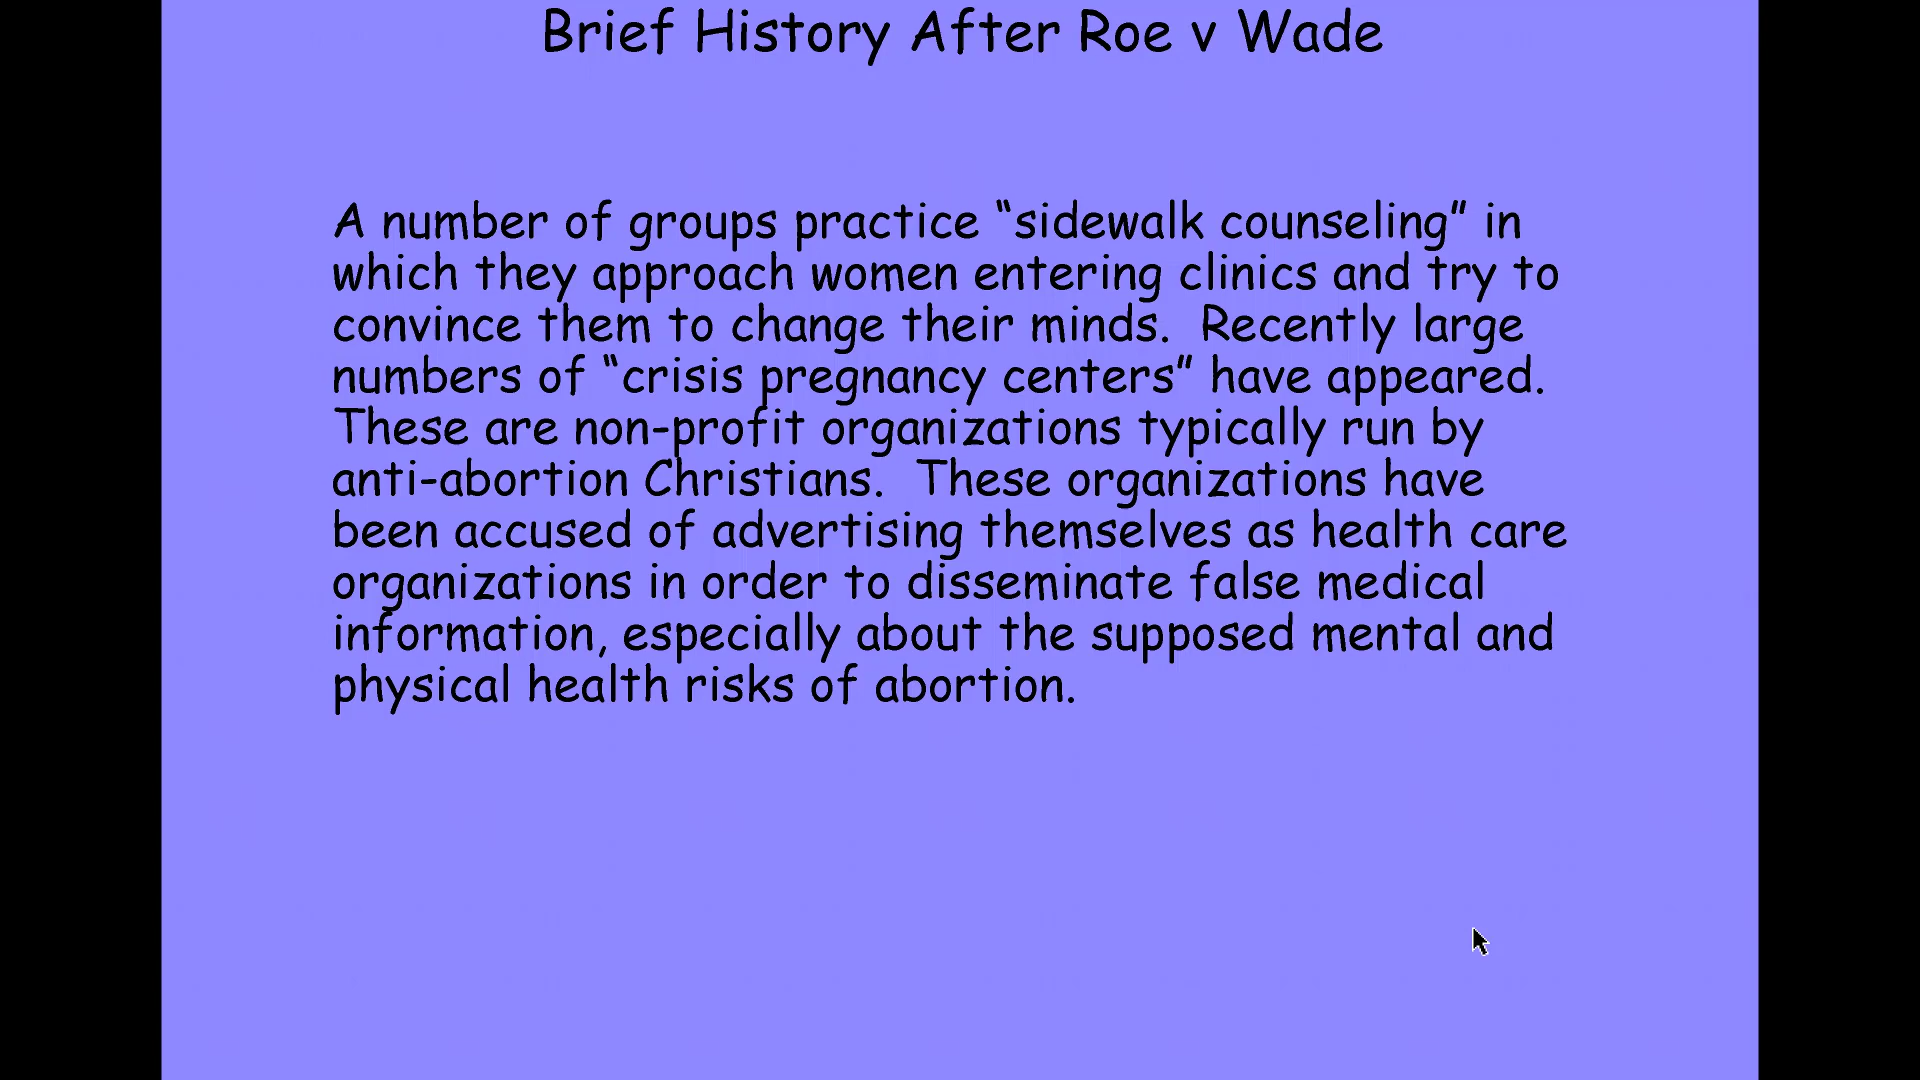 Brief History After Roe v Wade
A number of groups practice “sidewalk counseling” in
which they approach women entering clinics and try to
convince them to change their minds.  Recently large
numbers of “crisis pregnancy centers” have appeared.
These are non-profit organizations typically run by
anti-abortion Christians.  These organizations have
been accused of advertising themselves as health care
organizations in order to disseminate false medical
information, especially about the supposed mental and
physical health risks of abortion.